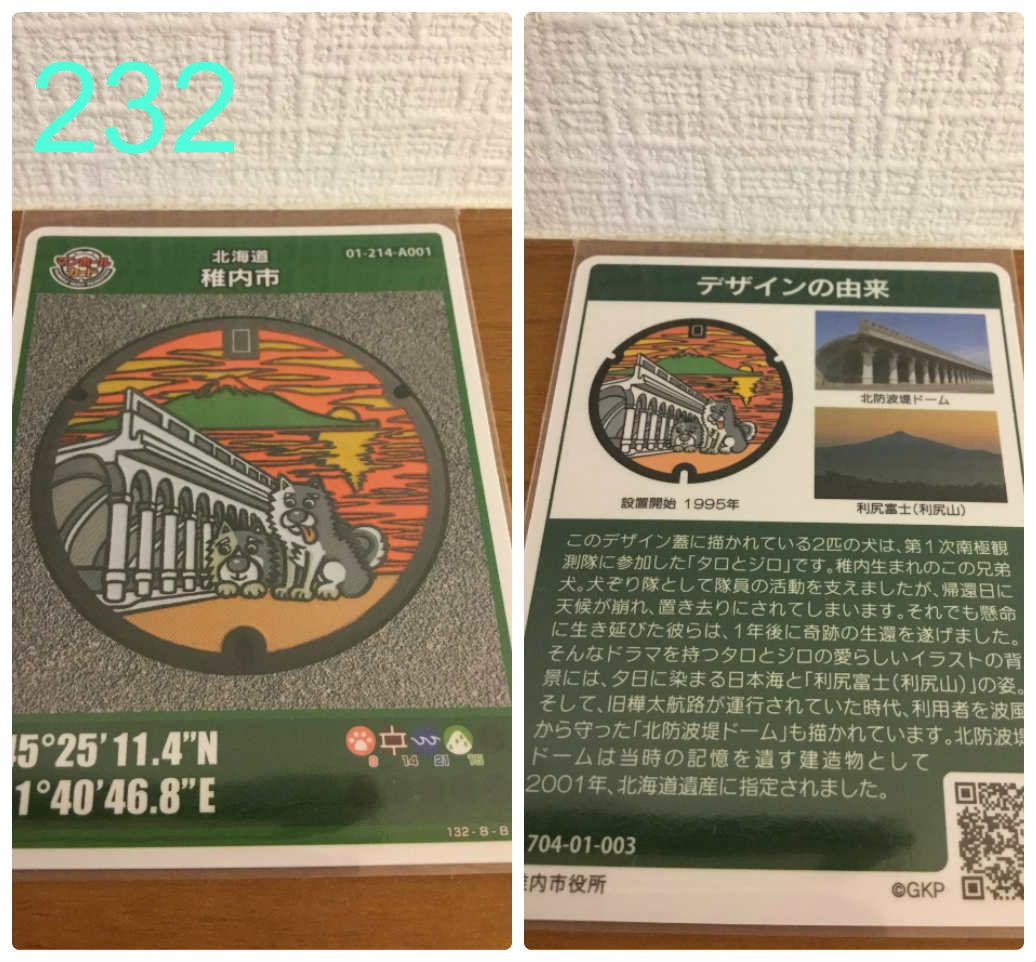 232
マンホール
カード
北海道
稚内市
01-214-A001
45°25'11.4"N
1°40'46.8"E
8 14 21 15
132-8-B
デザインの由来
北防波堤ドーム
利尻富士(利尻山)
設置開始 1995年
このデザイン蓋に描かれている2匹の犬は、第1次南極観
測隊に参加した「タロとジロ」です。稚内生まれのこの兄弟
犬。犬ぞり隊として隊員の活動を支えましたが、帰還日に
天候が崩れ、置き去りにされてしまいます。それでも懸命
に生き延びた彼らは、1年後に奇跡の生還を遂げました。
そんなドラマを持つタロとジロの愛らしいイラストの背
景には、夕日に染まる日本海と「利尻富士(利尻山)」の姿。
そして、旧樺太航路が運行されていた時代、利用者を波風
から守った「北防波堤ドーム」も描かれています。北防波堤
ドームは当時の記憶を遺す建造物として
2001年、北海道遺産に指定されました。
704-01-003
稚内市役所
©GKP